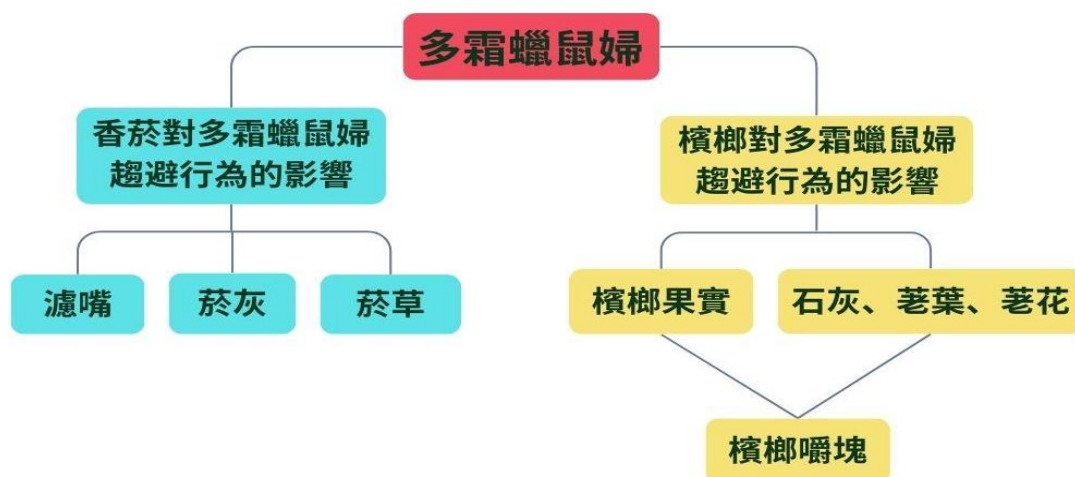 多霜蠟鼠婦
香菸對多霜蠟鼠婦
趨避行為的影響
檳榔對多霜蠟鼠婦
趨避行為的影響
濾嘴
菸灰
菸草
檳榔果實
石灰、荖葉、荖花
檳榔嚼塊